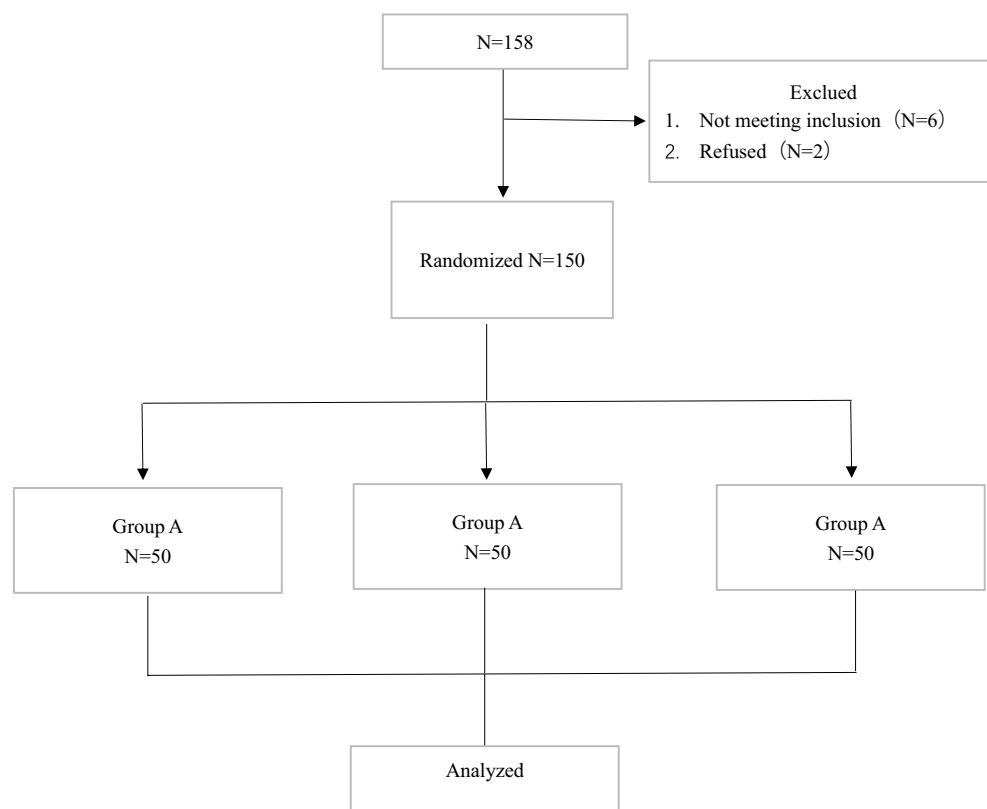 N=158
Exclued
1. Not meeting inclusion（N=6）
2. Refused（N=2）
Randomized N=150
Group A
N=50
Group A
N=50
Group A
N=50
Analyzed